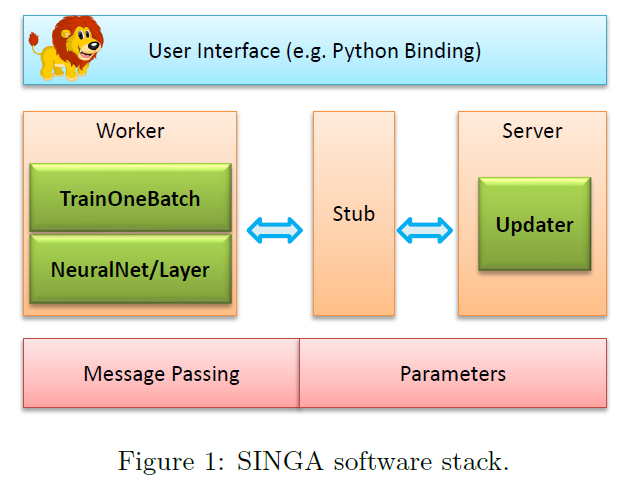 User Interface (e.g. Python Binding)
Worker
TrainOneBatch
NeuralNet/Layer
Stub
Server
Updater
Message Passing
Parameters
Figure 1: SINGA software stack.